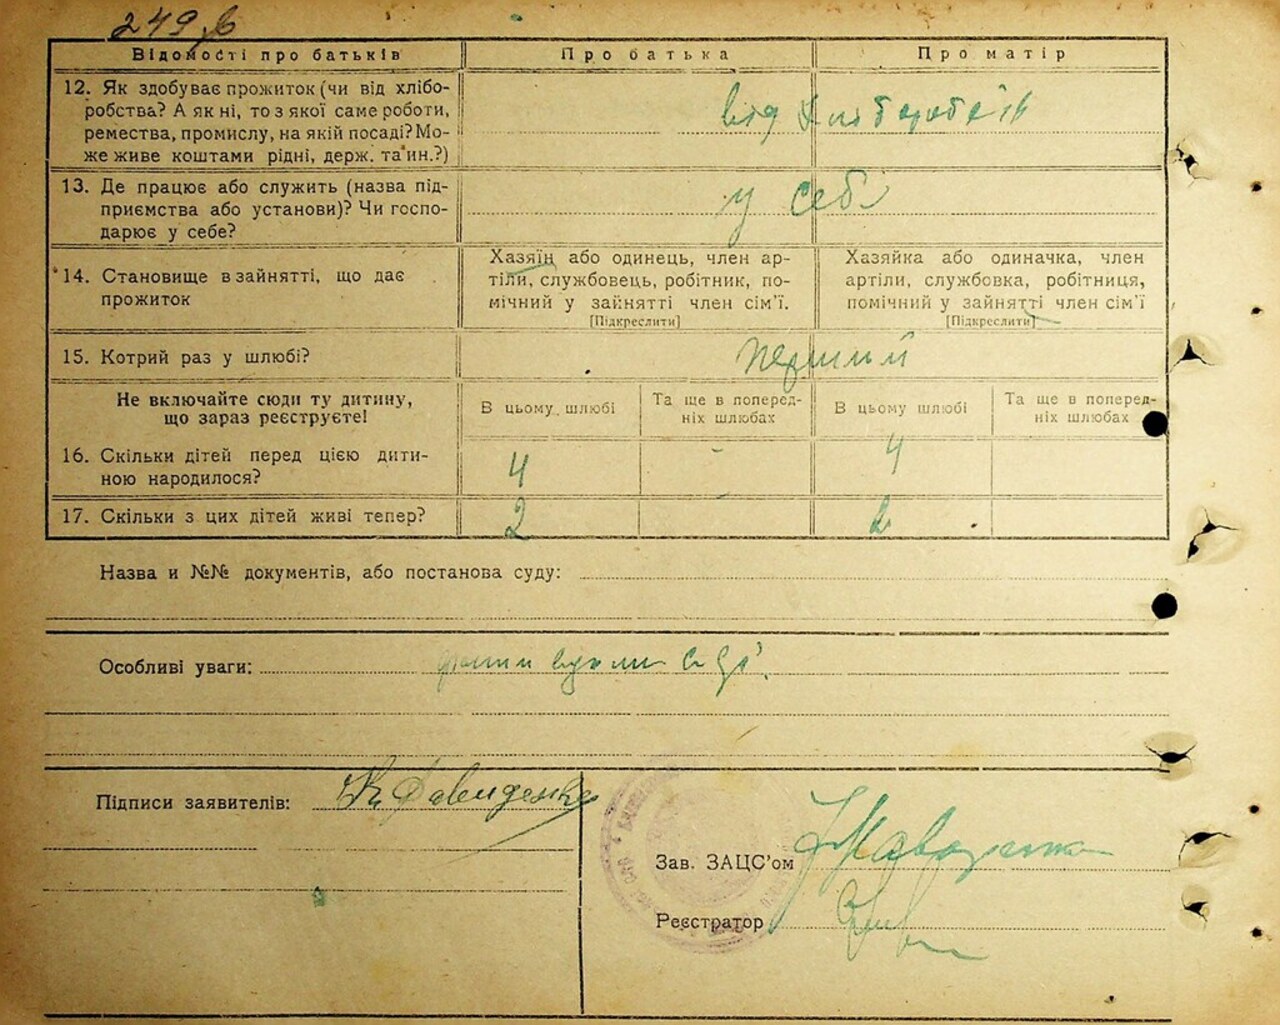 249
Відомості про батьків
Про батька
Про матір
12. Як здобуває прожиток (чи від хлібо-
робства? А як ні, то з якої саме роботи,
ремества, промислу, на якій посаді? Мо-
же живе коштами рідні, держ. та ин.?)
від
13. Де працює або служить (назва під-
приємства або установи)? Чи госпо-
дарює у себе?
у себе
14. Становище в зайнятті, що дає
прожиток
Хазяїн або одинець, член ар-
тіли, службовець, робітник, по-
мічний у зайнятті член сім'ї.
[Підкреслити]
Хазяйка або одиначка, член
артіли, службовка, робітниця,
помічний у зайнятті член сім'ї
[Підкреслити]
15. Котрий раз у шлюбі?
перший
Не включайте сюди ту дитину,
що зараз реєструєте!
В цьому шлюбі
Та ще в поперед-
ніх шлюбах
В цьому шлюбі
Та ще в поперед-
ніх шлюбах
16. Скільки дітей перед цією дити-
ною народилося?
4
-
4
17. Скільки з цих дітей живі тепер?
2
2
Назва и №№ документів, або постанова суду:
Особливі уваги:
Підписи заявителів: Давиденко
Зав. ЗАЦС'ом
Реєстратор